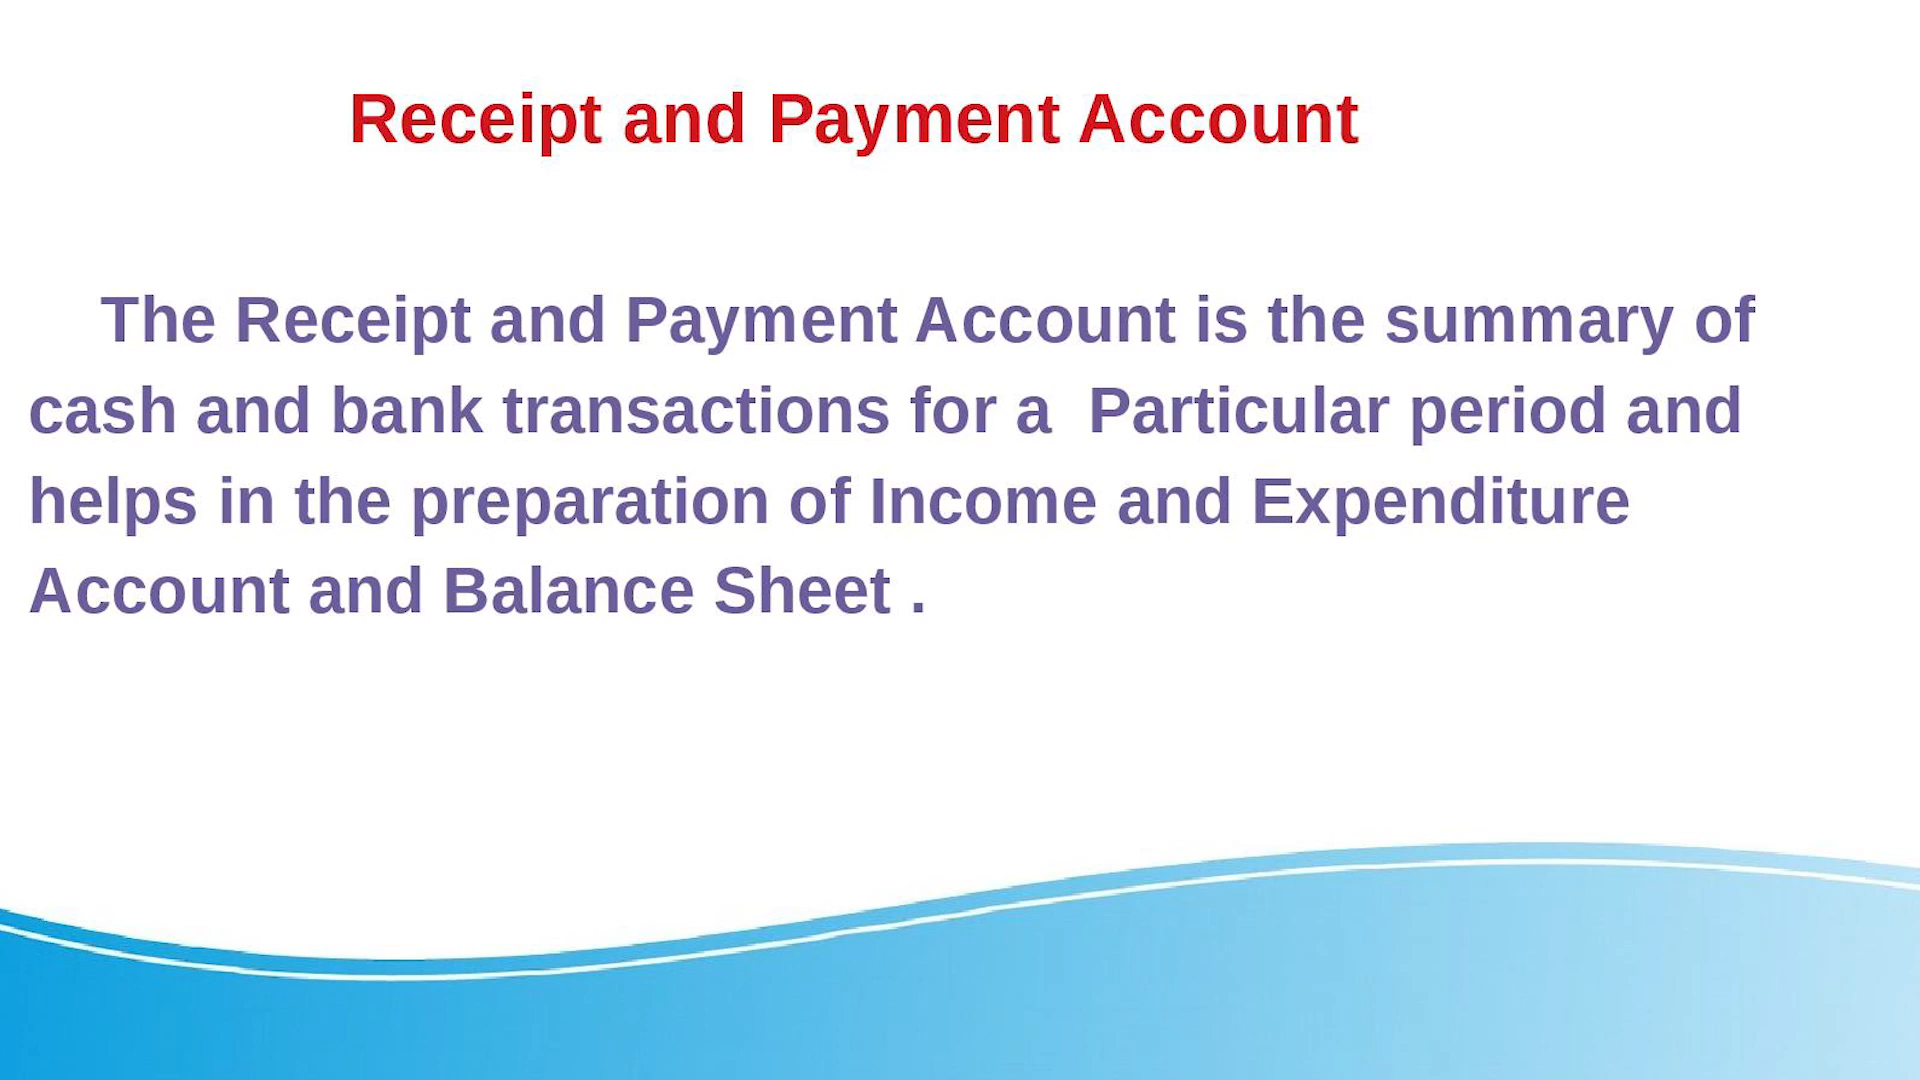 Receipt and Payment Account
The Receipt and Payment Account is the summary of
cash and bank transactions for a  Particular period and
helps in the preparation of Income and Expenditure
Account and Balance Sheet .